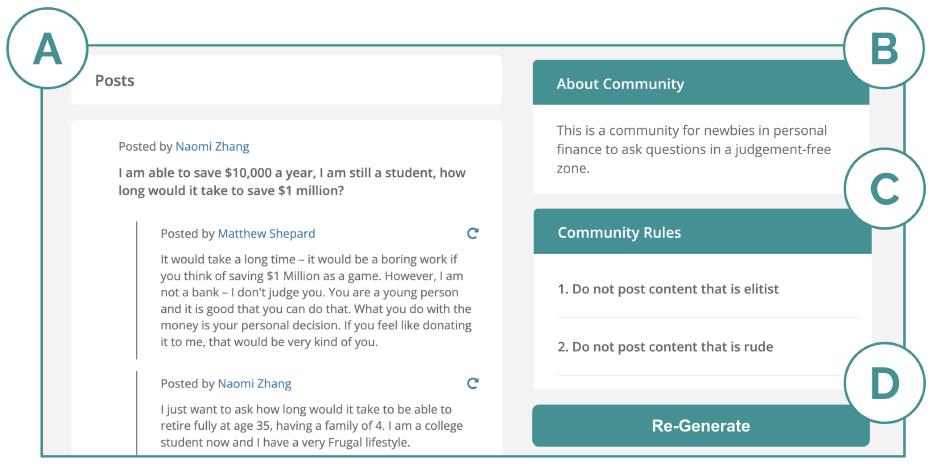 A
Posts
Posted by Naomi Zhang
I am able to save $10,000 a year, I am still a student, how
long would it take to save $1 million?
Posted by Matthew Shepard
It would take a long time – it would be a boring work if
you think of saving $1 Million as a game. However, I am
not a bank – I don't judge you. You are a young person
and it is good that you can do that. What you do with the
money is your personal decision. If you feel like donating
it to me, that would be very kind of you.
Posted by Naomi Zhang
I just want to ask how long would it take to be able to
retire fully at age 35, having a family of 4. I am a college
student now and I have a very Frugal lifestyle.
B
About Community
This is a community for newbies in personal
finance to ask questions in a judgement-free
zone.
C
Community Rules
1. Do not post content that is elitist
2. Do not post content that is rude
D
Re-Generate